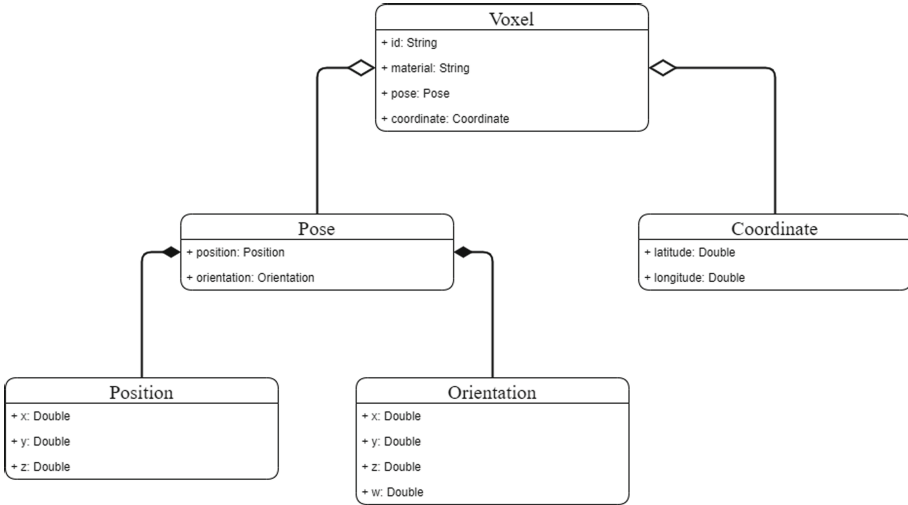 Voxel
+ id: String
+ material: String
+ pose: Pose
+ coordinate: Coordinate
Pose
+ position: Position
+ orientation: Orientation
Coordinate
+ latitude: Double
+ longitude: Double
Position
+ x: Double
+ y: Double
+ z: Double
Orientation
+ x: Double
+ y: Double
+ z: Double
+ w: Double